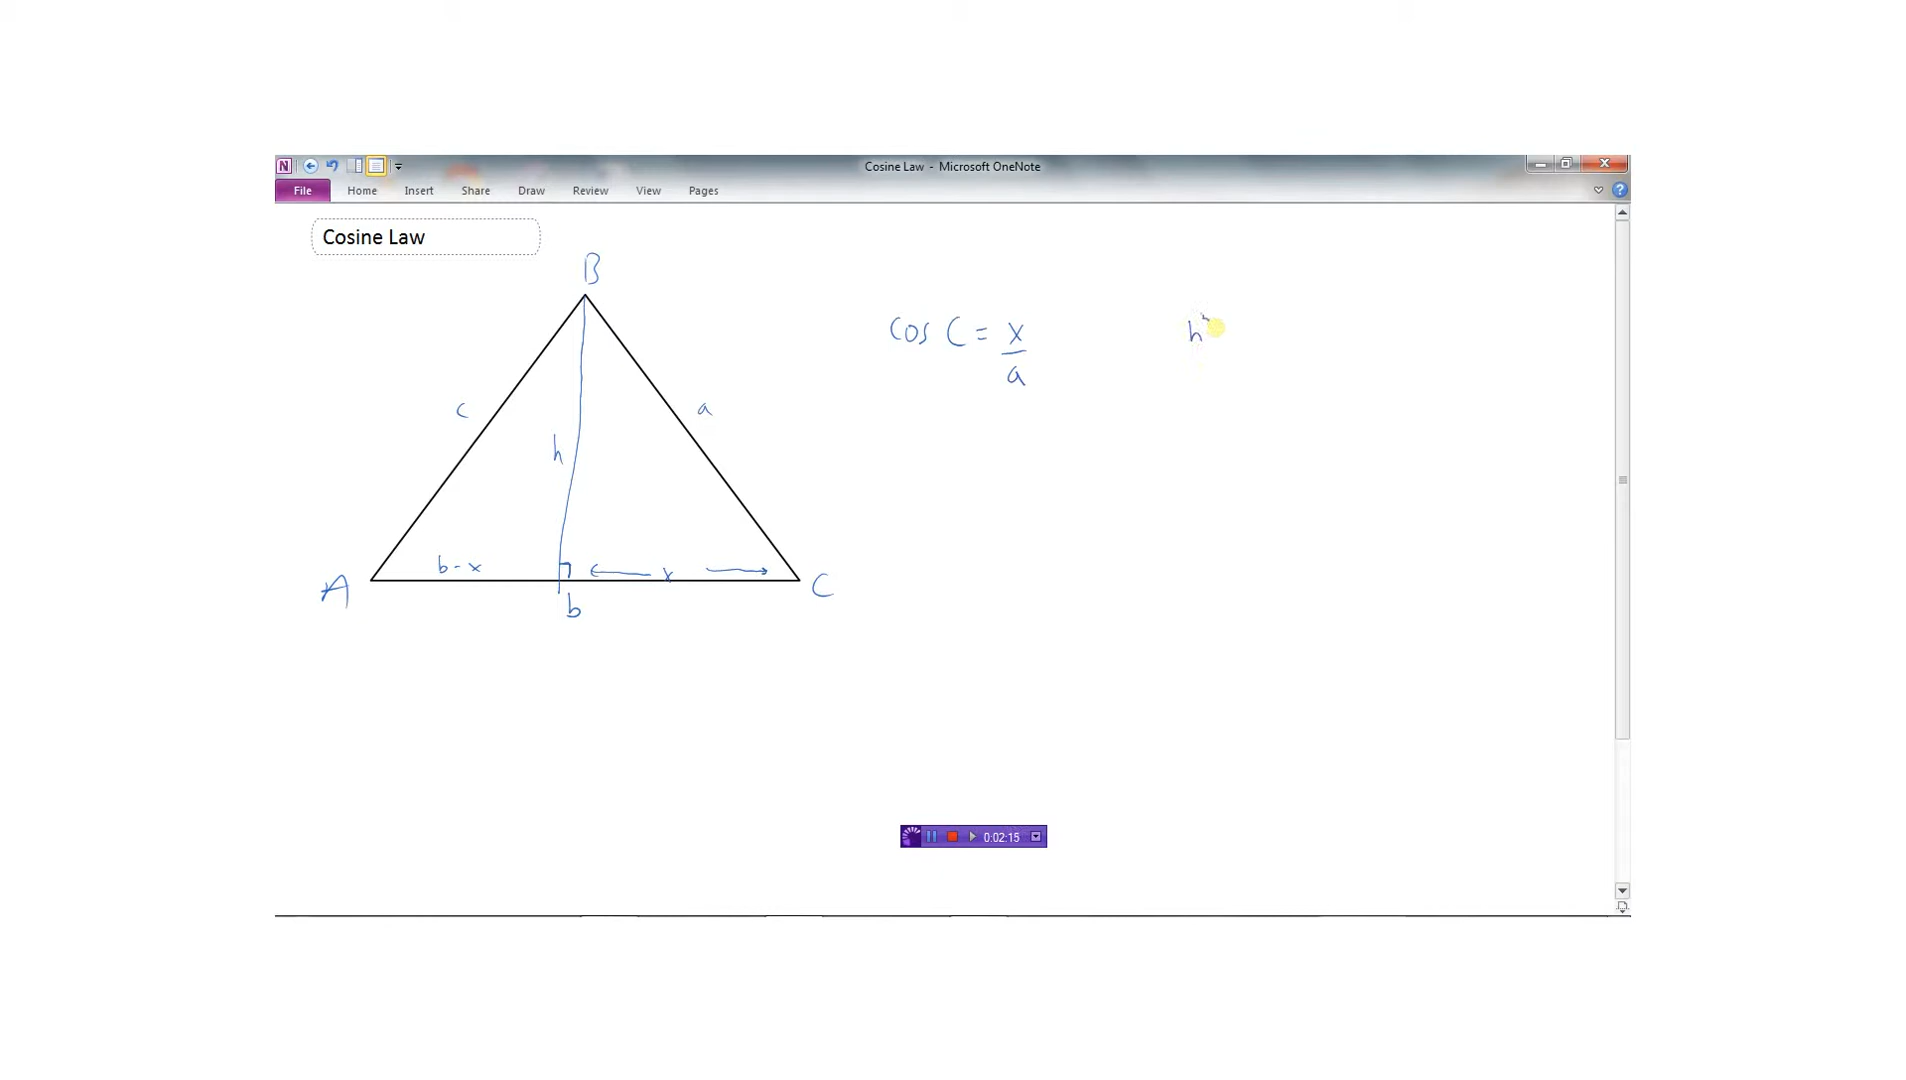 Cosine Law - Microsoft OneNote
File Home Insert Share Draw Review View Pages
Cosine Law
B
cos C = x
a
h
c
a
h
b - x
x
A
b
C
0:02:15